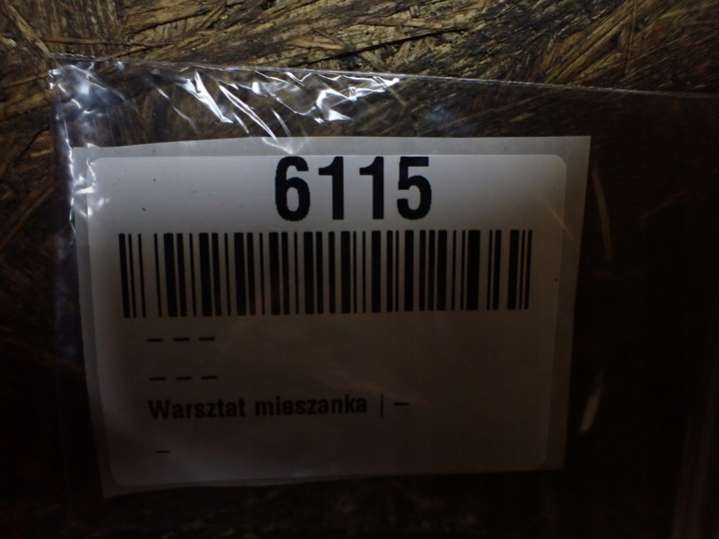 6115
– – –
– – –
Warsztat mieszanka | –
–